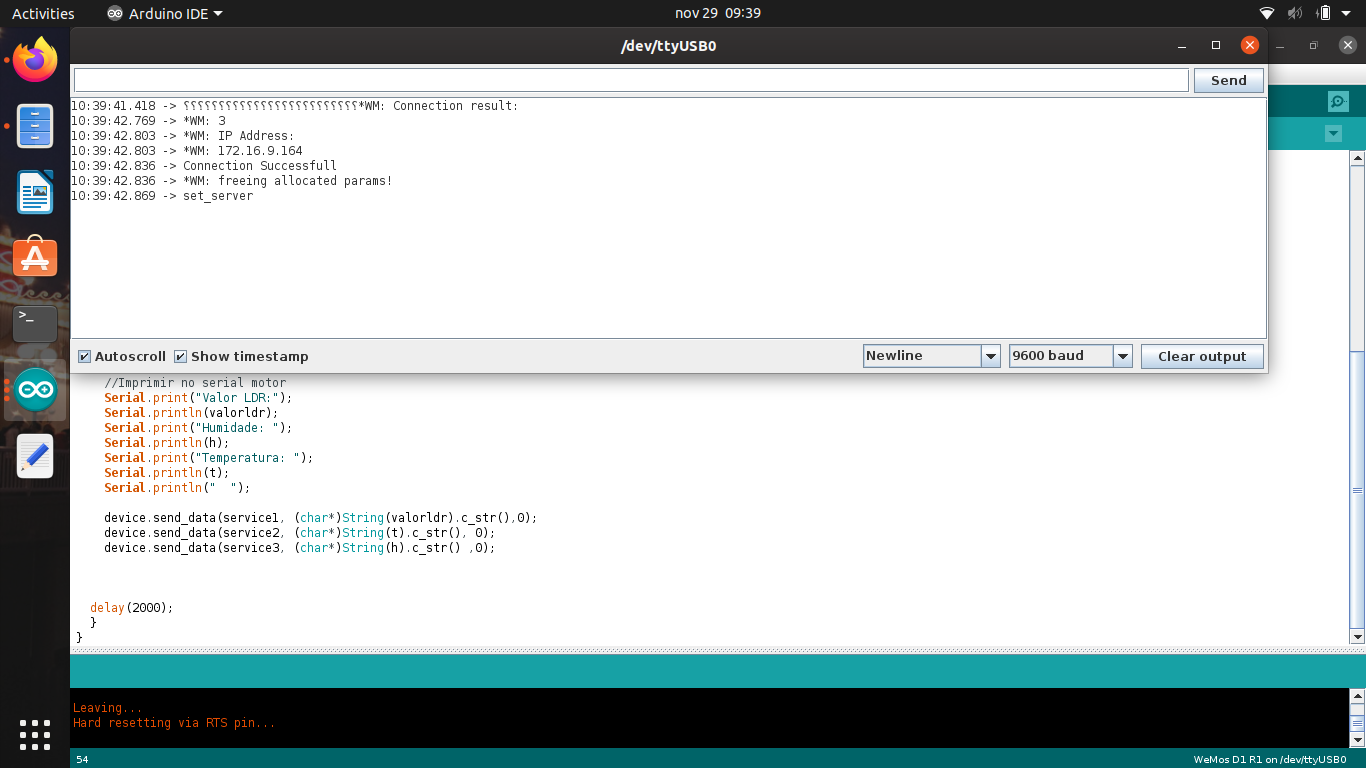 Activities
Arduino IDE
nov 29 09:39
/dev/ttyUSB0
Send
10:39:41.418 -> ⸮⸮⸮⸮⸮⸮⸮⸮⸮⸮⸮⸮⸮⸮⸮⸮⸮⸮⸮⸮⸮⸮⸮⸮⸮*WM: Connection result:
10:39:42.769 -> *WM: 3
10:39:42.803 -> *WM: IP Address:
10:39:42.803 -> *WM: 172.16.9.164
10:39:42.836 -> Connection Successfull
10:39:42.836 -> *WM: freeing allocated params!
10:39:42.869 -> set_server
Autoscroll Show timestamp
Newline
9600 baud
Clear output
//Imprimir no serial motor
Serial.print("Valor LDR:");
Serial.println(valorldr);
Serial.print("Humidade: ");
Serial.println(h);
Serial.print("Temperatura: ");
Serial.println(t);
Serial.println("  ");
device.send_data(service1, (char*)String(valorldr).c_str(),0);
device.send_data(service2, (char*)String(t).c_str(), 0);
device.send_data(service3, (char*)String(h).c_str() ,0);
delay(2000);
}
}
Leaving...
Hard resetting via RTS pin...
54
WeMos D1 R1 on /dev/ttyUSB0